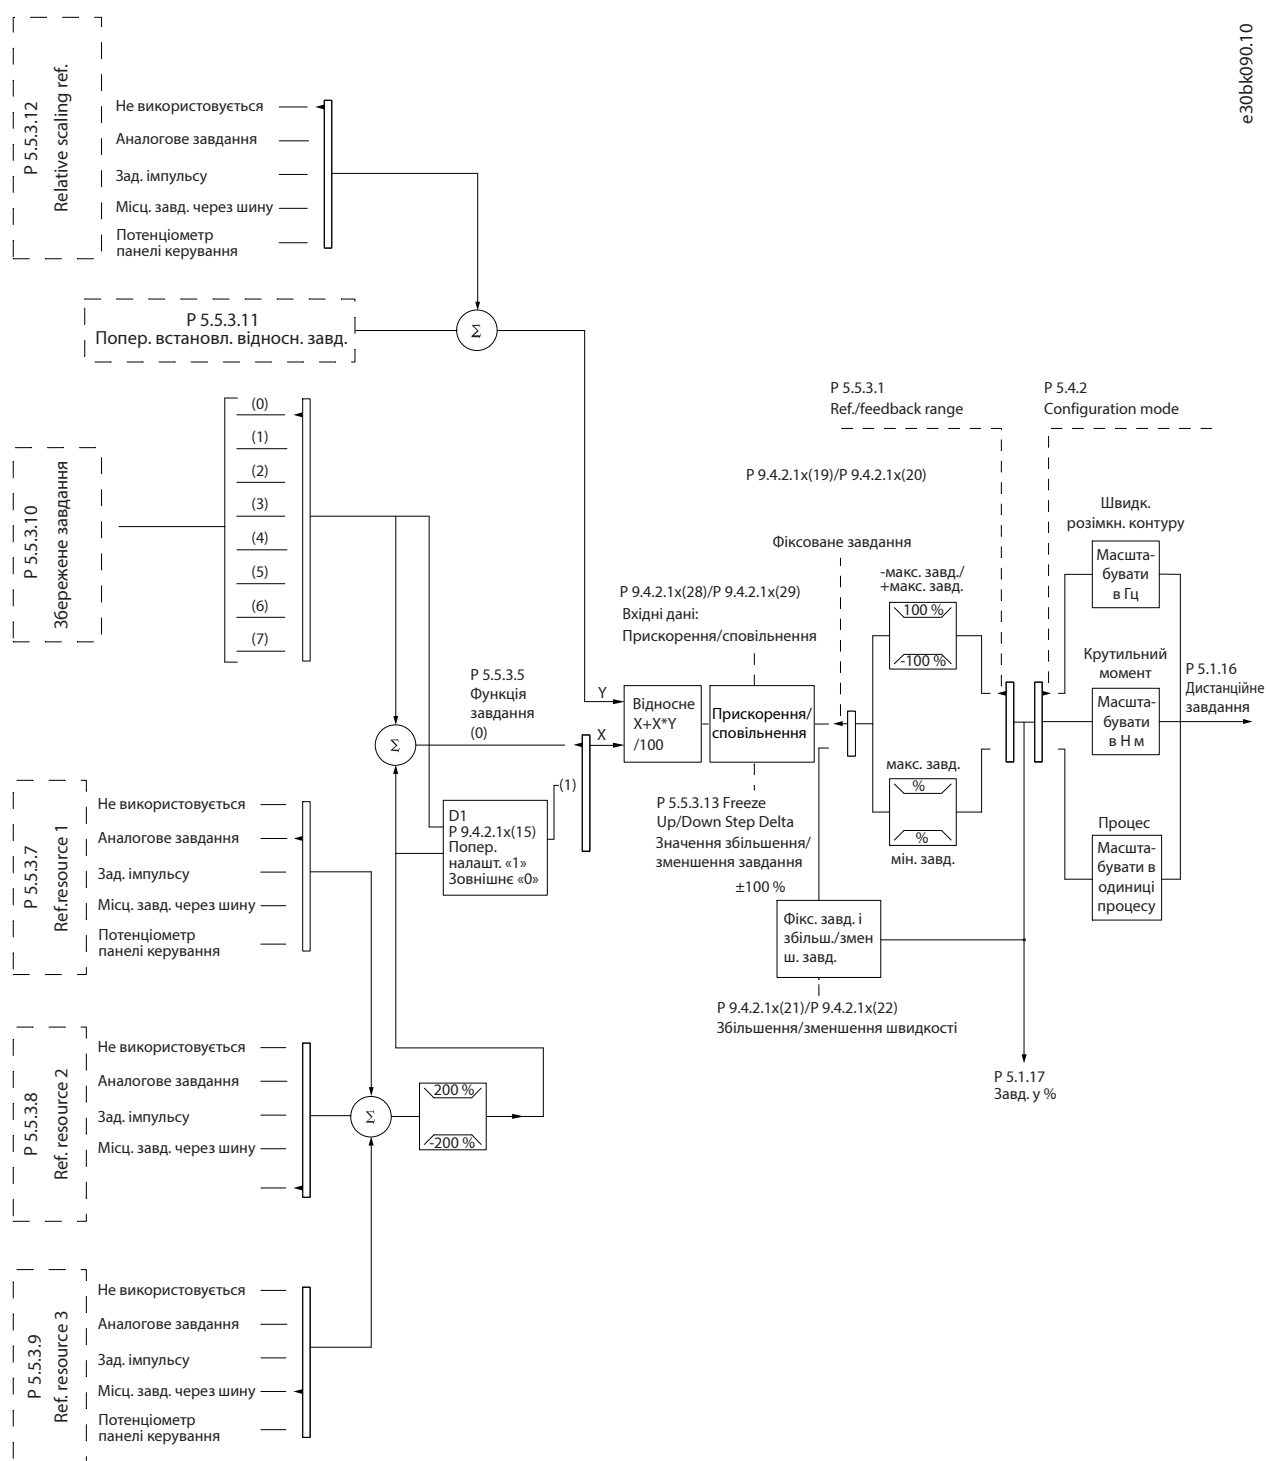 e30bk090.10
P 5.5.3.12
Relative scaling ref.
Не використовується
Аналогове завдання
Зад. імпульсу
Місц. завд. через шину
Потенціометр
панелі керування
P 5.5.3.11
Попер. встановл. відносн. завд.
Σ
P 5.5.3.10
Збережене завдання
(0)
(1)
(2)
(3)
(4)
(5)
(6)
(7)
P 5.5.3.1
Ref./feedback range
P 5.4.2
Configuration mode
P 9.4.2.1x(19)/P 9.4.2.1x(20)
Фіксоване завдання
P 9.4.2.1x(28)/P 9.4.2.1x(29)
Вхідні дані:
Прискорення/сповільнення
-макс. завд./
+макс. завд.
100 %
-100 %
Швидк.
розімкн. контуру
Масшта-
бувати
в Гц
Крутильний
момент
Масшта-
бувати
в Н м
P 5.1.16
Дистанційне
завдання
P 5.5.3.5
Функція
завдання
(0)
Y
X
Відносне
X+X*Y
/100
Прискорення/
сповільнення
Σ
(1)
D1
P 9.4.2.1x(15)
Попер.
налашт. «1»
Зовнішнє «0»
P 5.5.3.13 Freeze
Up/Down Step Delta
Значення збільшення/
зменшення завдання
±100 %
макс. завд.
%
%
мін. завд.
Процес
Масшта-
бувати в
одиниці
процесу
Фікс. завд. і
збільш./змен
ш. завд.
P 9.4.2.1x(21)/P 9.4.2.1x(22)
Збільшення/зменшення швидкості
P 5.1.17
Завд. у %
P 5.5.3.7
Ref.resource 1
Не використовується
Аналогове завдання
Зад. імпульсу
Місц. завд. через шину
Потенціометр
панелі керування
P 5.5.3.8
Ref. resource 2
Не використовується
Аналогове завдання
Зад. імпульсу
Місц. завд. через шину
Σ
200 %
-200 %
P 5.5.3.9
Ref. resource 3
Не використовується
Аналогове завдання
Зад. імпульсу
Місц. завд. через шину
Потенціометр
панелі керування